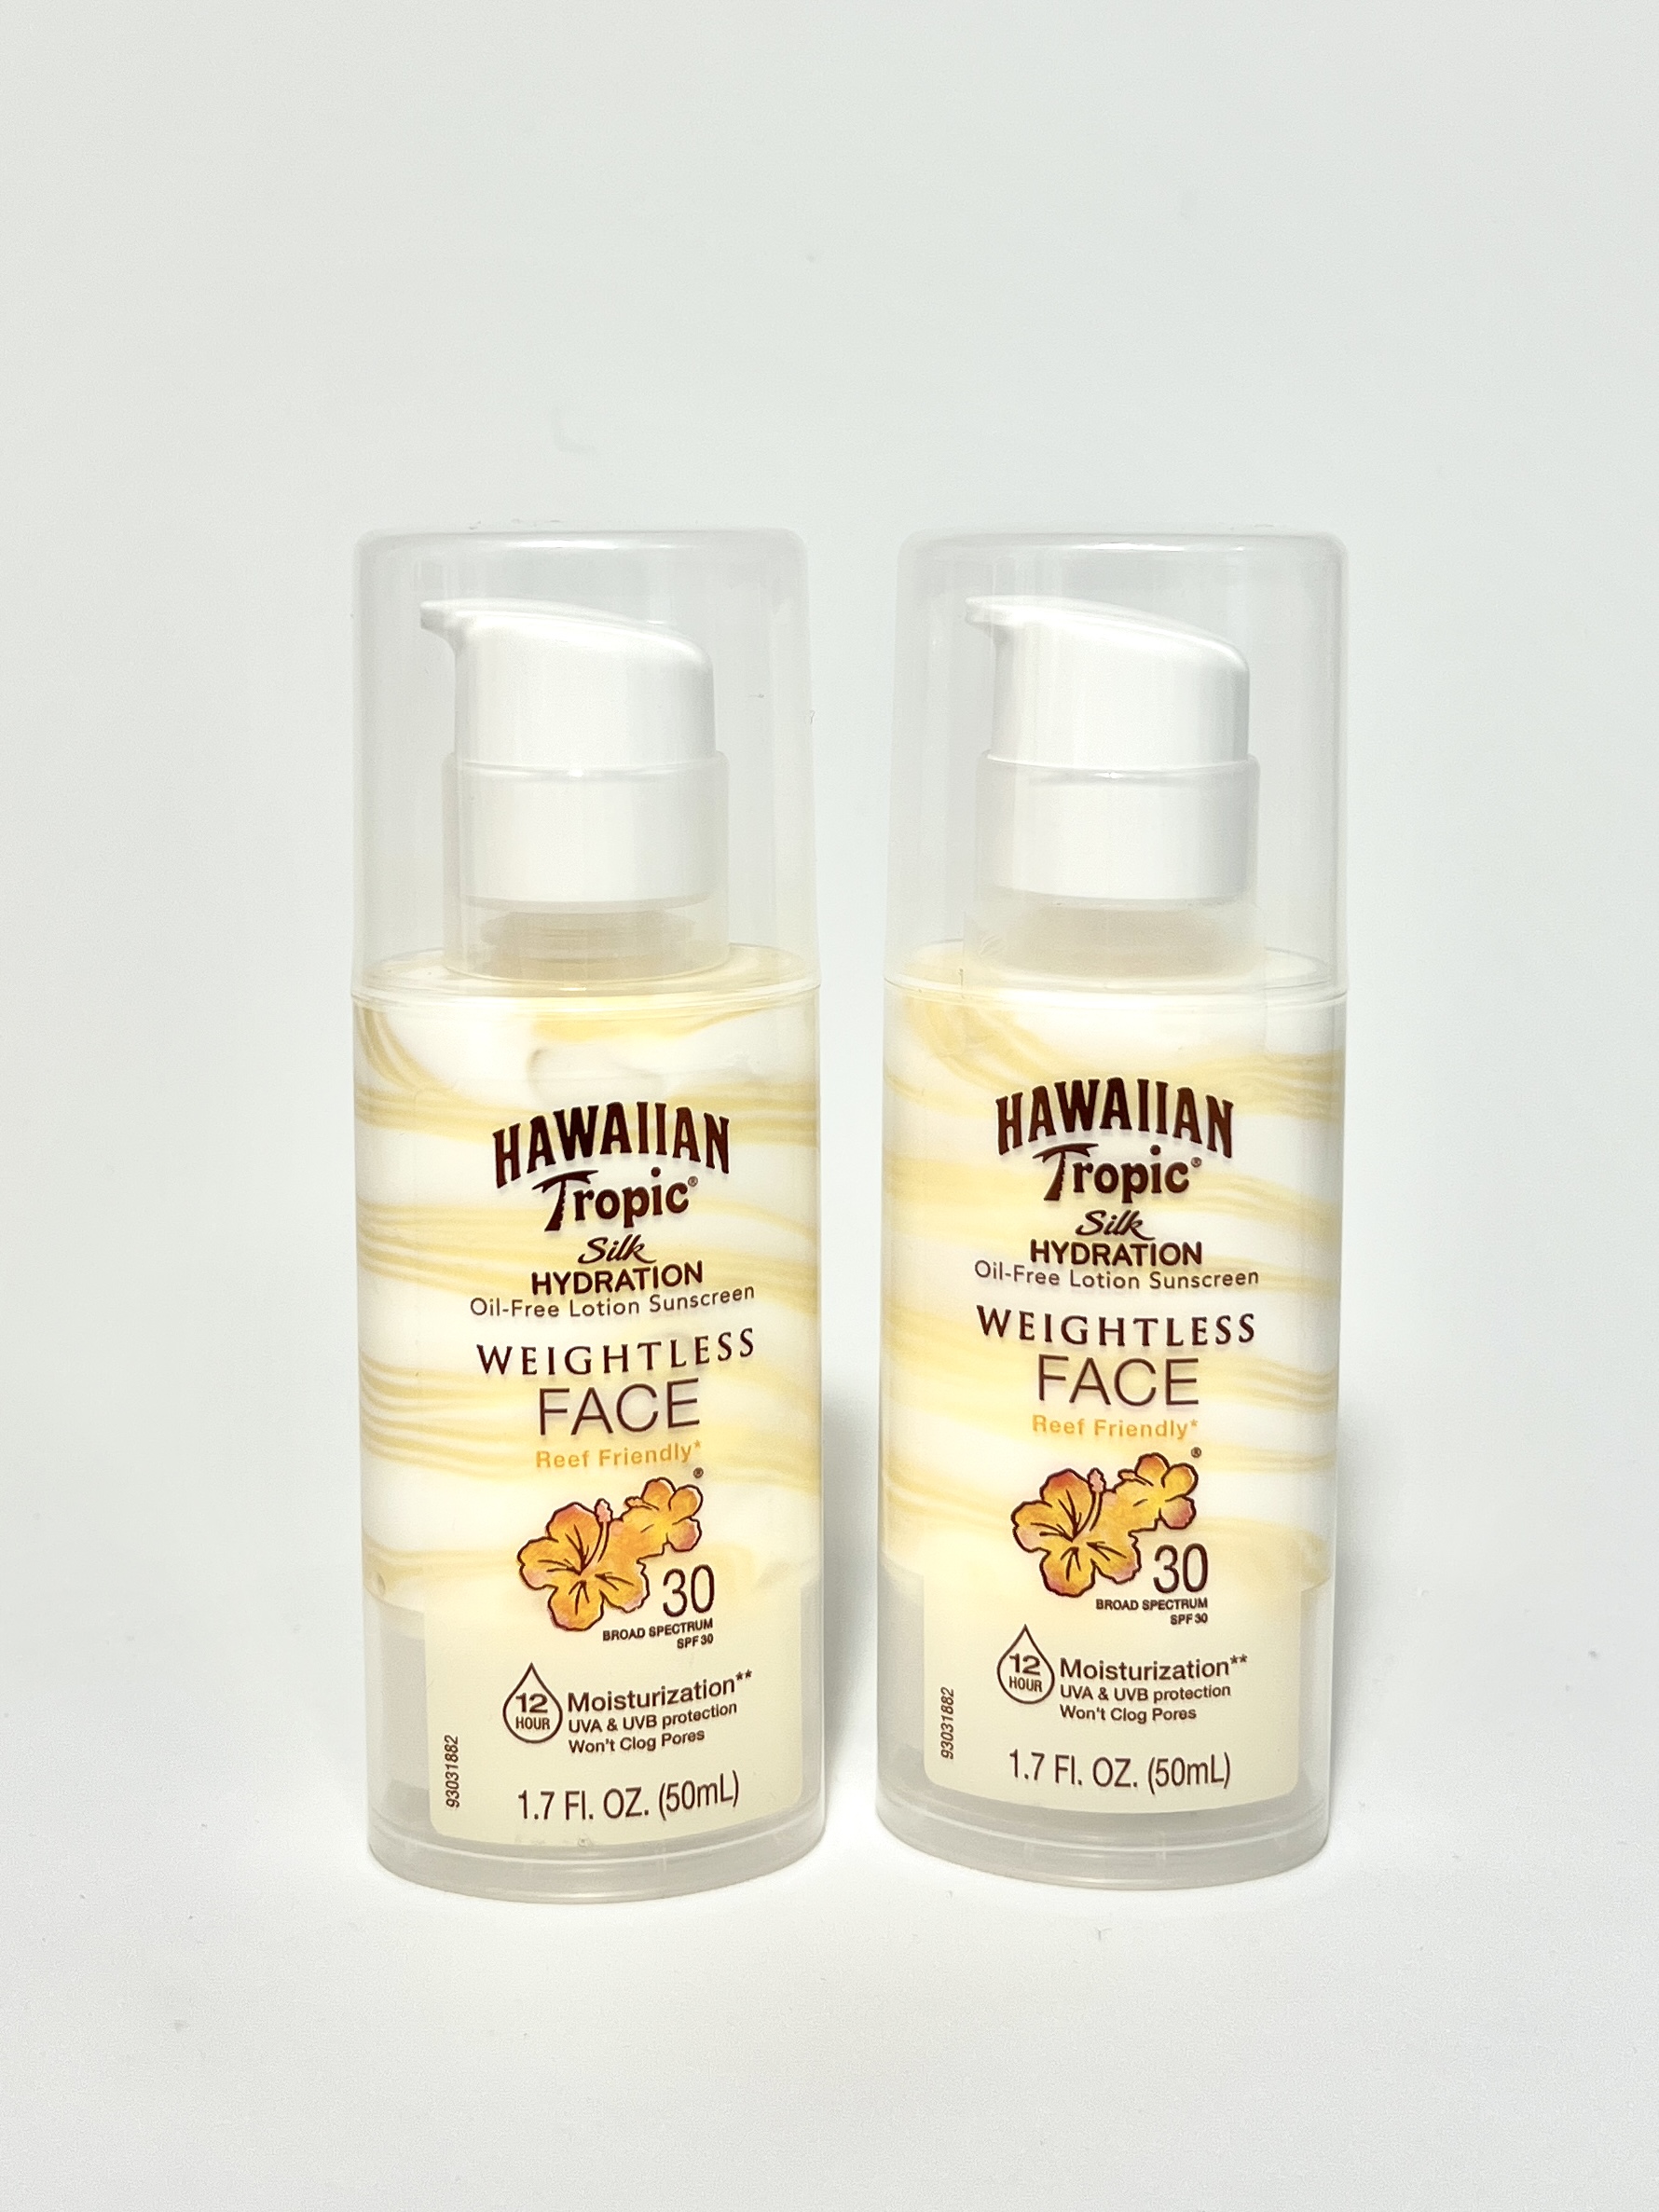 HAWAIIAN
Tropic®
Silk
HYDRATION
Oil-Free Lotion Sunscreen
WEIGHTLESS
FACE
Reef Friendly*
®
30
BROAD SPECTRUM
SPF 30
12
HOUR
Moisturization**
UVA & UVB protection
Won't Clog Pores
93031882
1.7 Fl. OZ. (50mL)
HAWAIIAN
Tropic®
Silk
HYDRATION
Oil-Free Lotion Sunscreen
WEIGHTLESS
FACE
Reef Friendly*
®
30
BROAD SPECTRUM
SPF 30
12
HOUR
Moisturization**
UVA & UVB protection
Won't Clog Pores
93031882
1.7 Fl. OZ. (50mL)